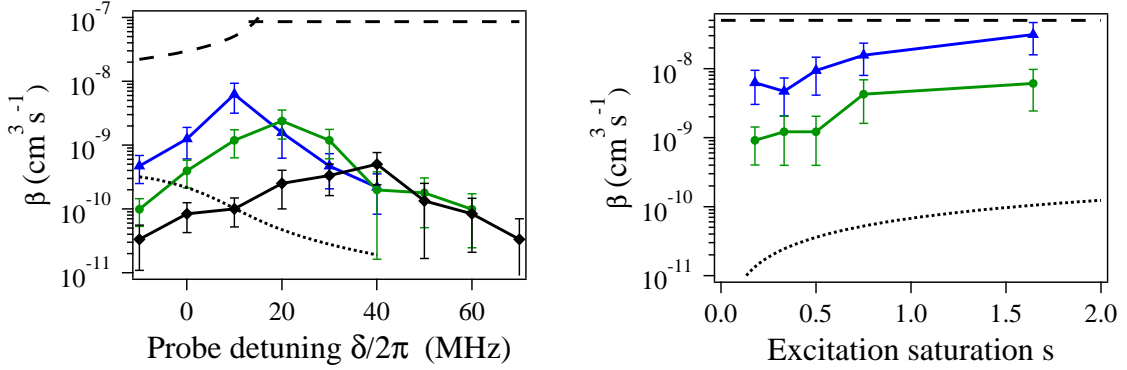 10^-7
10^-8
10^-9
10^-10
10^-11
β (cm^3 s^-1)
0 20 40 60
Probe detuning δ/2π (MHz)
10^-8
10^-9
10^-10
10^-11
β (cm^3 s^-1)
0.0 0.5 1.0 1.5 2.0
Excitation saturation s